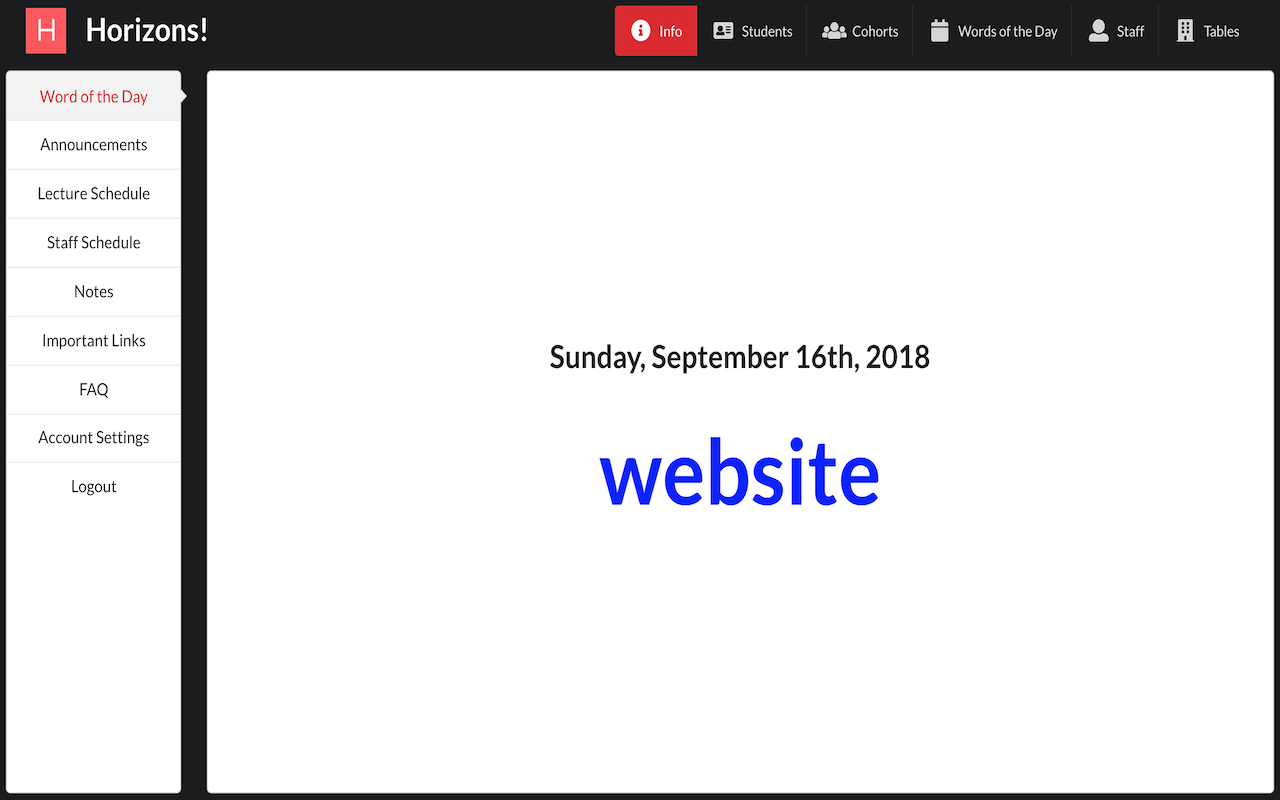 H Horizons! Info Students Cohorts Words of the Day Staff Tables
Word of the Day
Announcements
Lecture Schedule
Staff Schedule
Notes
Important Links
FAQ
Account Settings
Logout
Sunday, September 16th, 2018
website